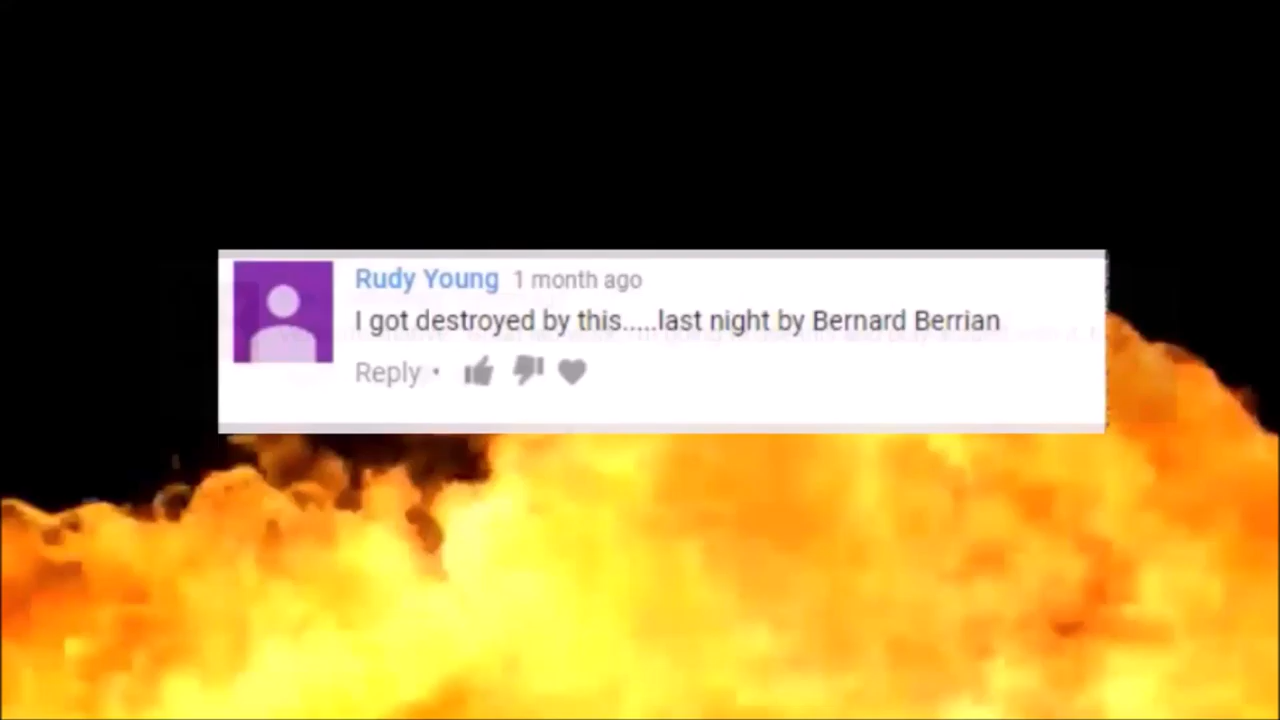 Rudy Young 1 month ago
I got destroyed by this.....last night by Bernard Berrian
Reply •